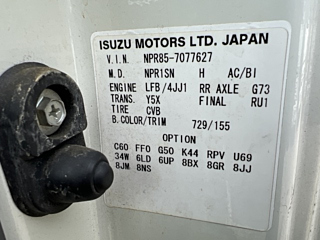 ISUZU MOTORS LTD. JAPAN
V.I.N. NPR85-7077627
M.D. NPR1SN H AC/BI
ENGINE LFB/4JJ1 RR AXLE G73
TRANS. Y5X FINAL RU1
TIRE CVB
B.COLOR/TRIM 729/155
OPTION
C60 FF0 G50 K44 RPV U69
34W 6LD 6UP 8BX 8GR 8JJ
8JM 8NS